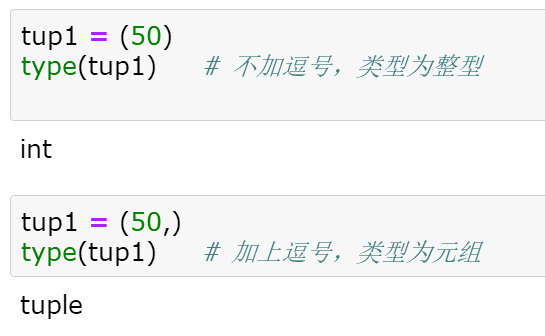 tup1 = (50)
type(tup1)   # 不加逗号，类型为整型
int
tup1 = (50,)
type(tup1)   # 加上逗号，类型为元组
tuple